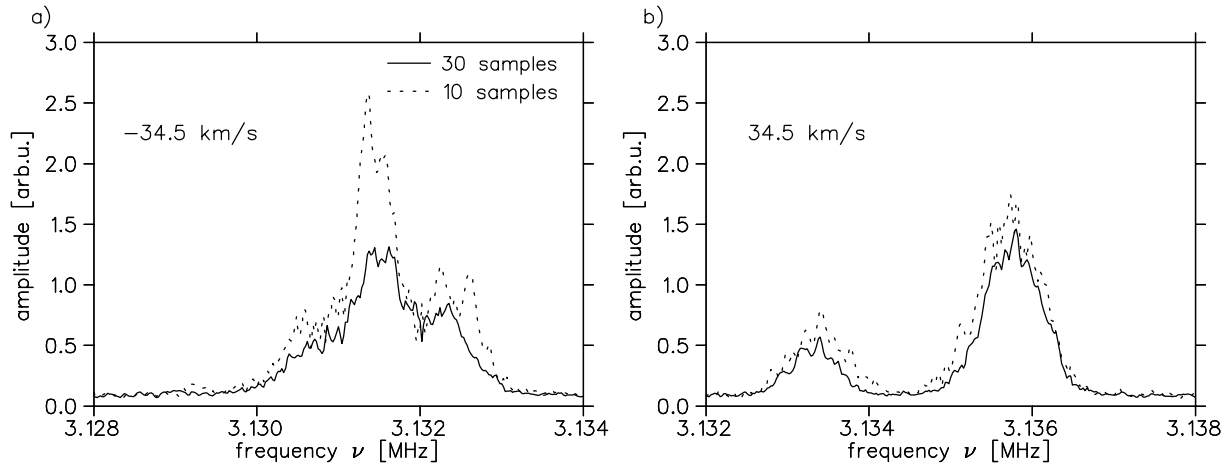 a)
3.0
2.5
2.0
1.5
1.0
0.5
0.0
amplitude [arb.u.]
30 samples
10 samples
−34.5 km/s
3.128
3.130
3.132
3.134
frequency ν [MHz]
b)
3.0
2.5
2.0
1.5
1.0
0.5
0.0
amplitude [arb.u.]
34.5 km/s
3.132
3.134
3.136
3.138
frequency ν [MHz]